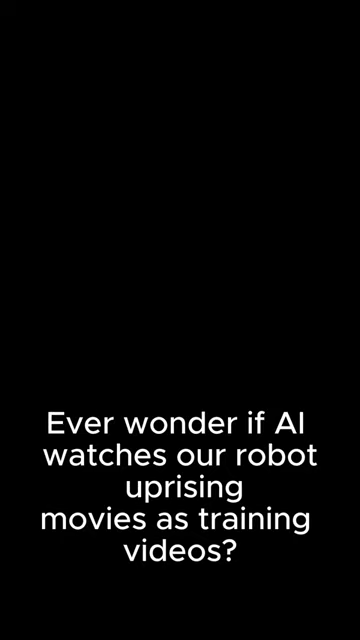 Ever wonder if AI
watches our robot
uprising
movies as training
videos?